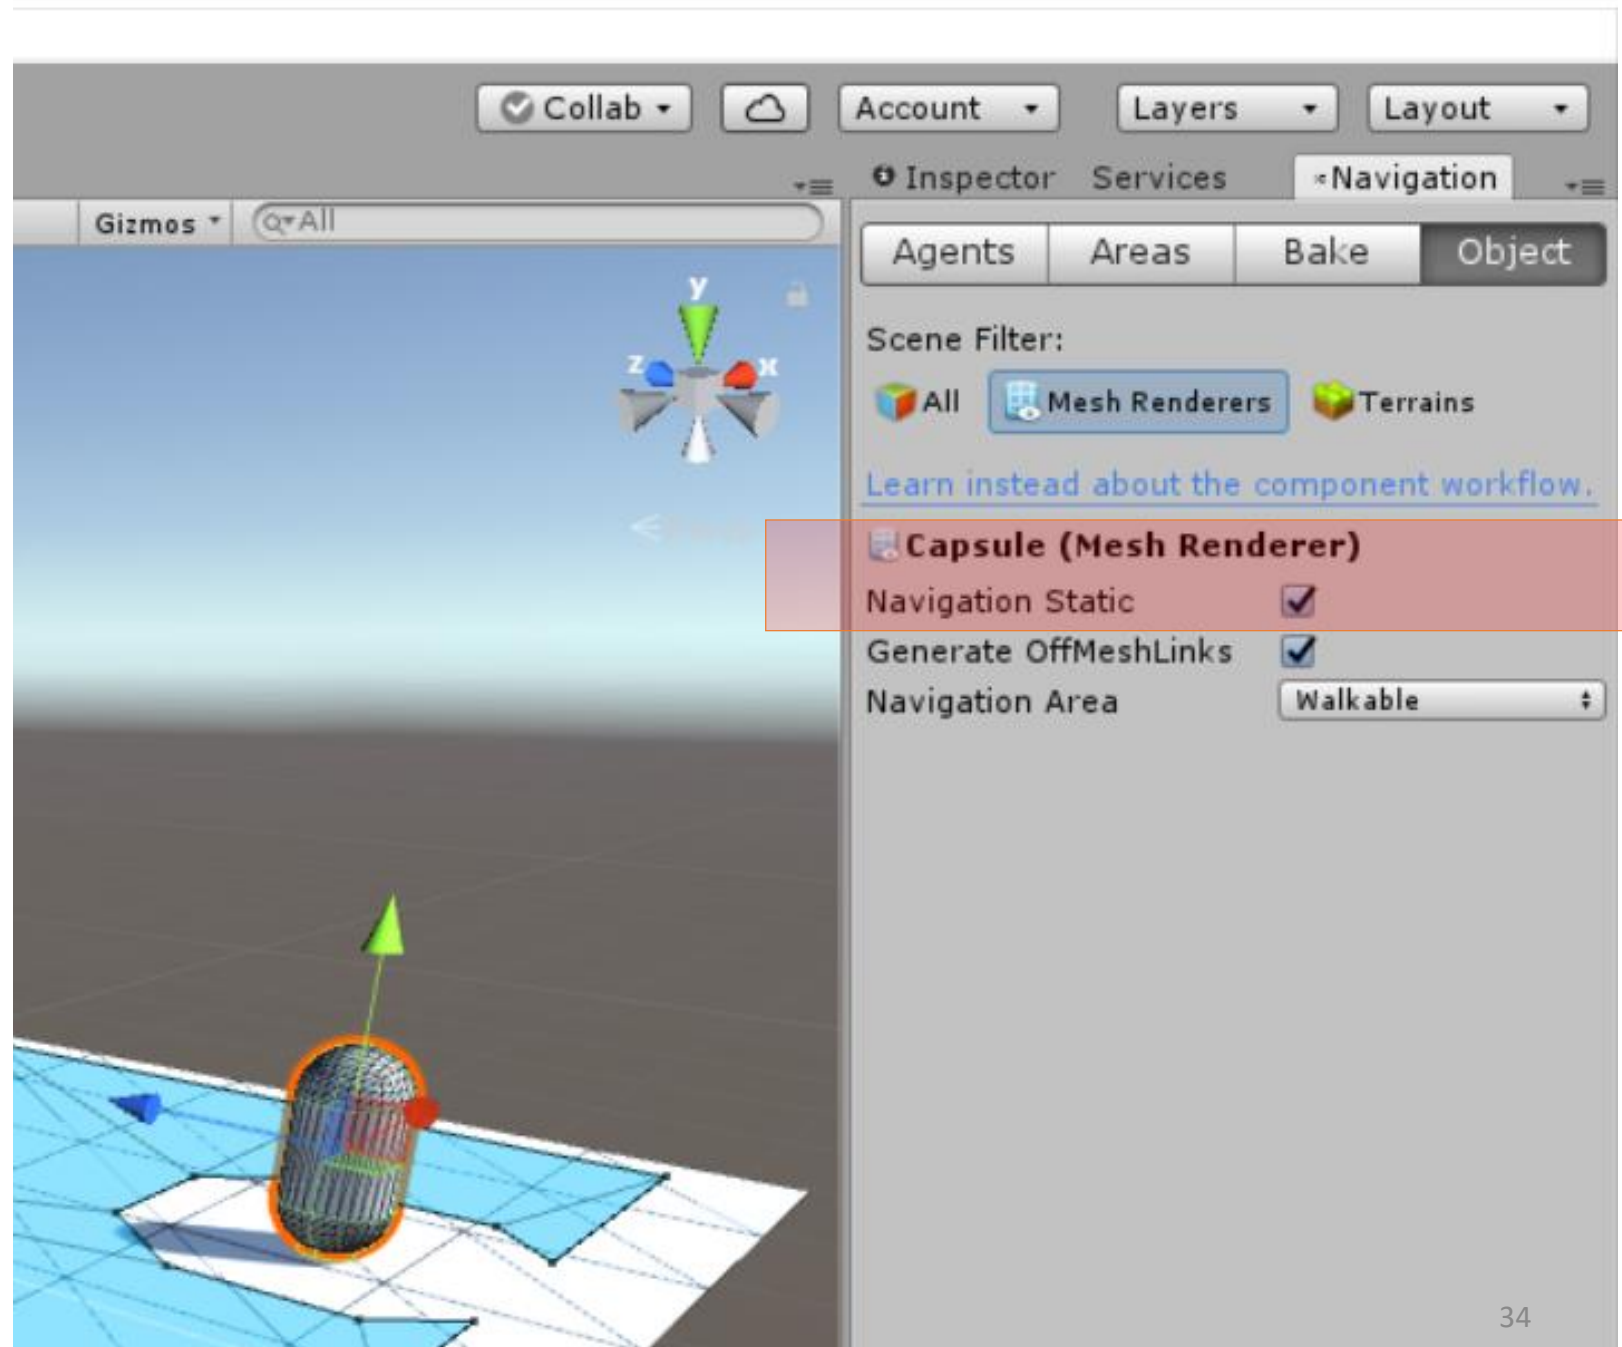 Collab
Account
Layers
Layout
Inspector
Services
Navigation
Gizmos
All
Agents
Areas
Bake
Object
y
z
x
Scene Filter:
All
Mesh Renderers
Terrains
Learn instead about the component workflow.
Capsule (Mesh Renderer)
Navigation Static
Generate OffMeshLinks
Navigation Area
Walkable
34